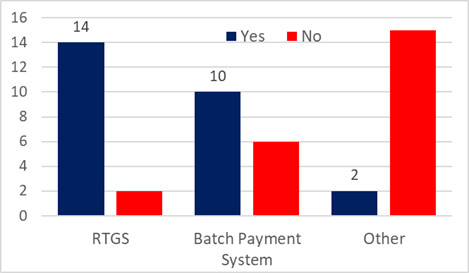 16
14
12
10
8
6
4
2
0
14
10
2
Yes No
RTGS
Batch Payment
System
Other